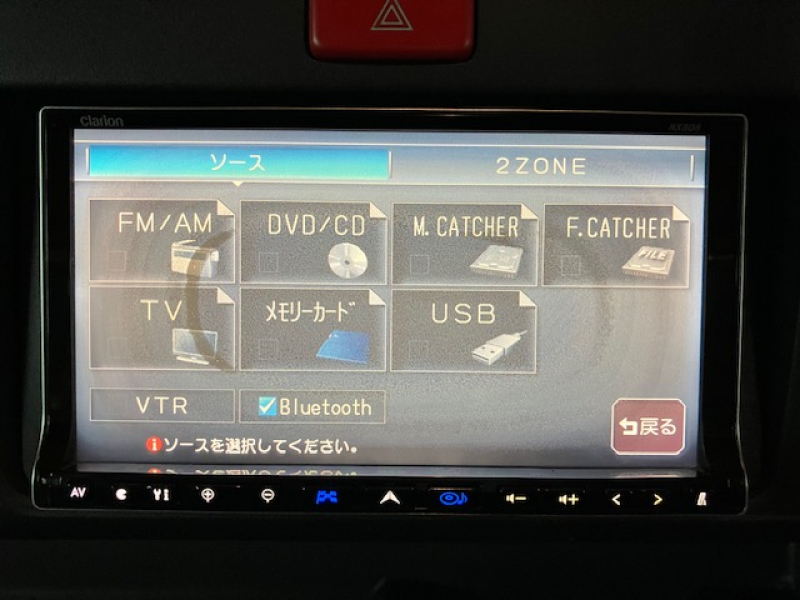 Clarion
NX808
ソース
2ZONE
FM/AM
DVD/CD
M. CATCHER
F.CATCHER
FILE
TV
メモリーカード
USB
VTR
Bluetooth
戻る
ソースを選択してください。
AV